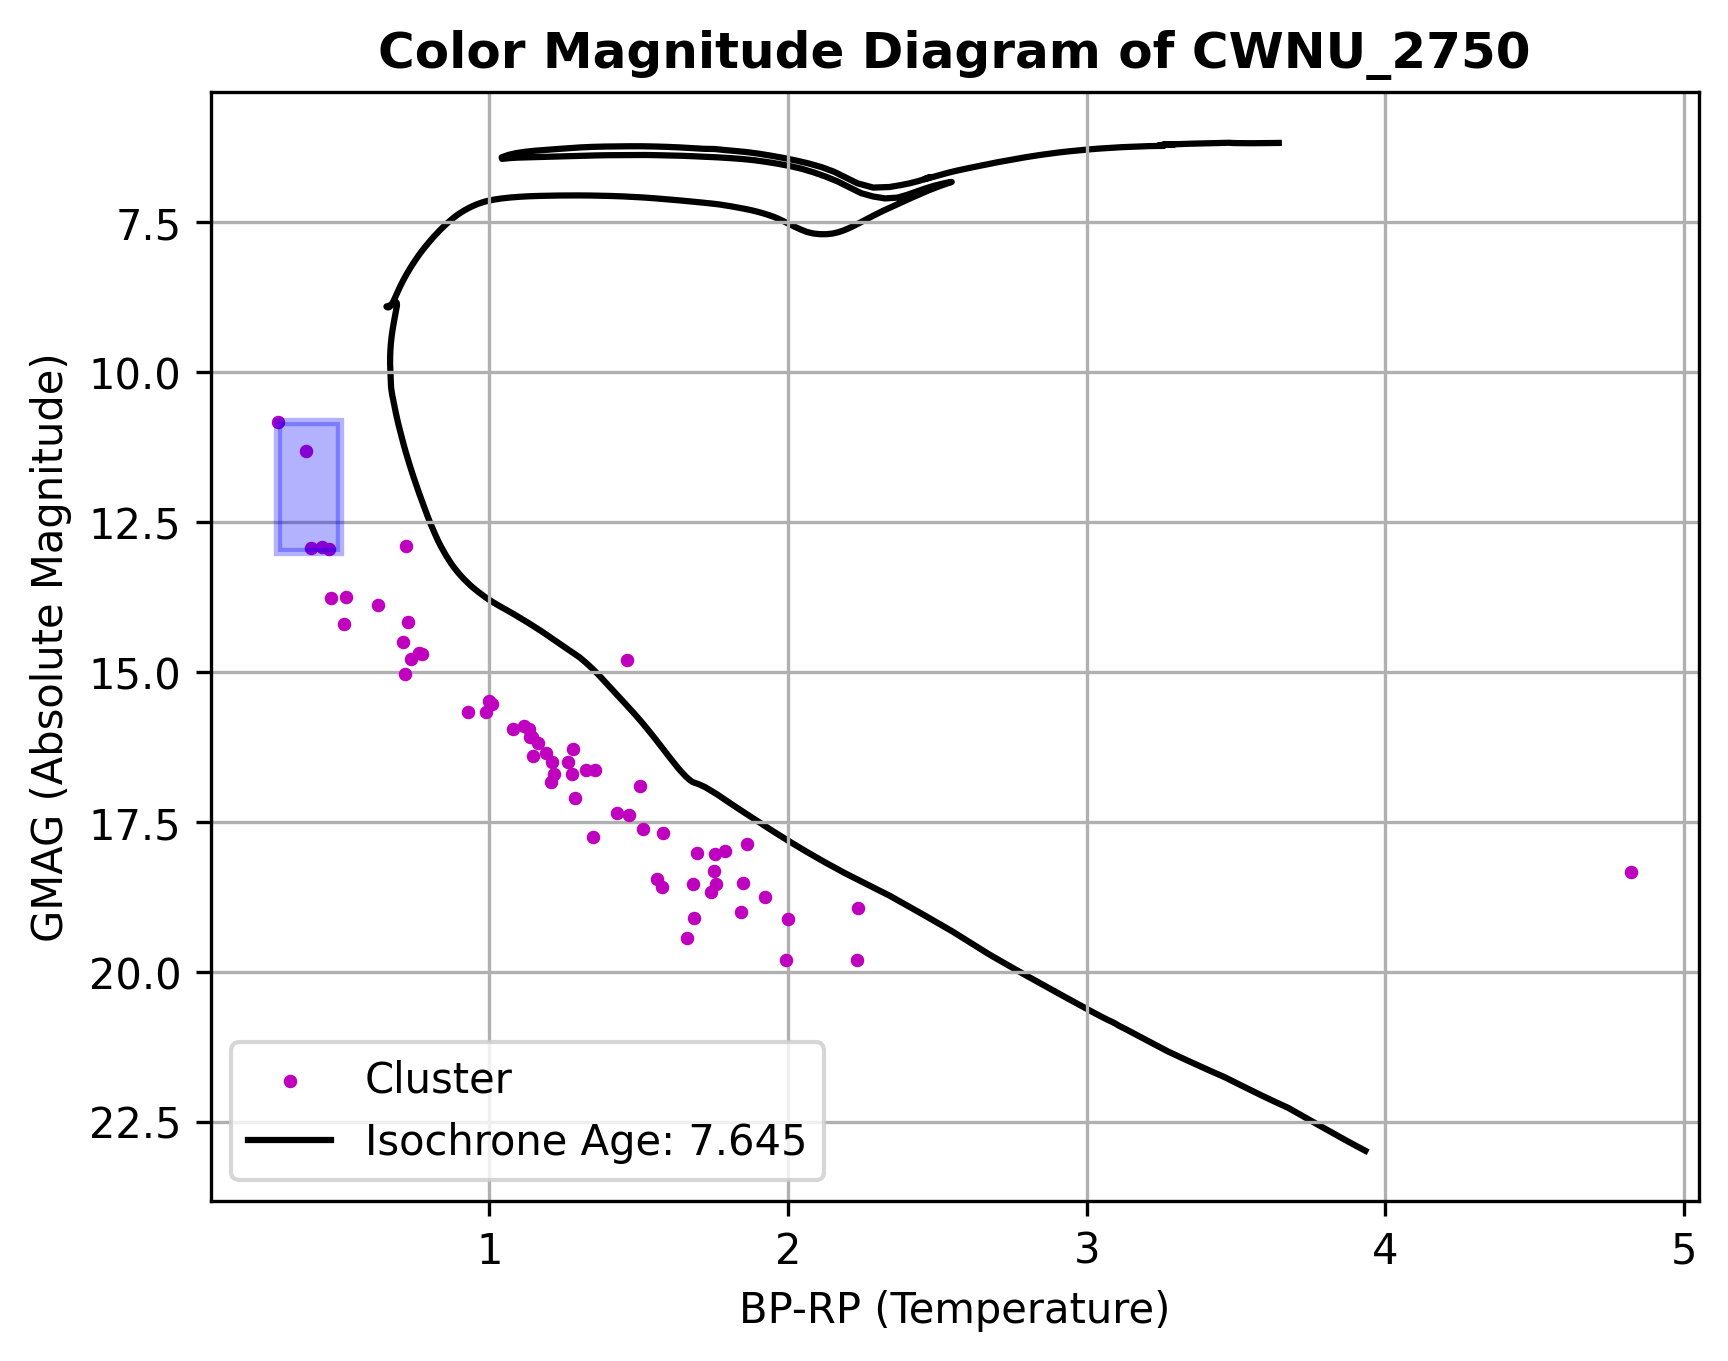 Color Magnitude Diagram of CWNU_2750
GMAG (Absolute Magnitude)
7.5
10.0
12.5
15.0
17.5
20.0
22.5
Cluster
Isochrone Age: 7.645
1 2 3 4 5
BP-RP (Temperature)